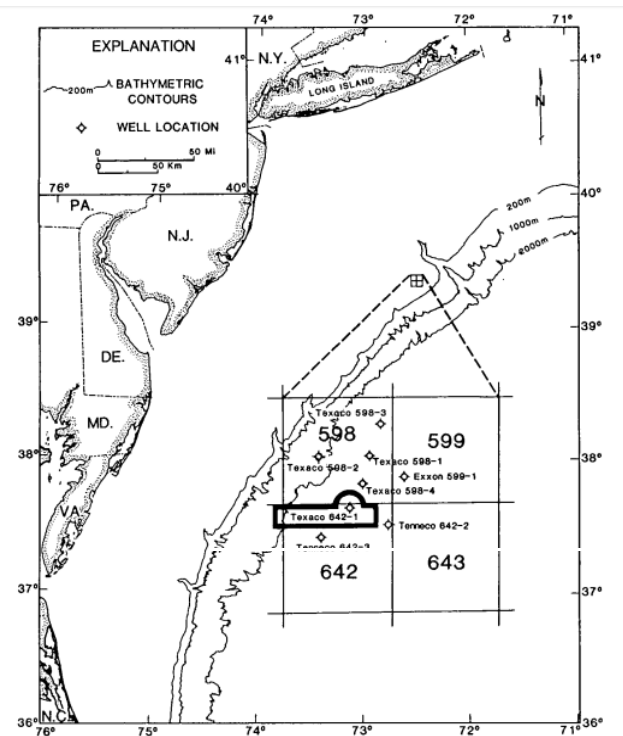 74° 73° 72° 71°
EXPLANATION
200m BATHYMETRIC
CONTOURS
WELL LOCATION
0 50 Mi
0 50 Km
76° 75° 40°
41° N.Y. 41°
LONG ISLAND
N
PA.
N.J.
40°
200m
1000m
2000m
39° 39°
DE.
MD.
Texaco 598-3
598 599
38° 38°
Texaco 598-2 Texaco 598-1
Exxon 599-1
Texaco 598-4
VA.
Texaco 642-1
Tenneco 642-2
Tenneco 642-3
37° 37°
642 643
N.C.
36° 36°
76° 75° 74° 73° 72° 71°